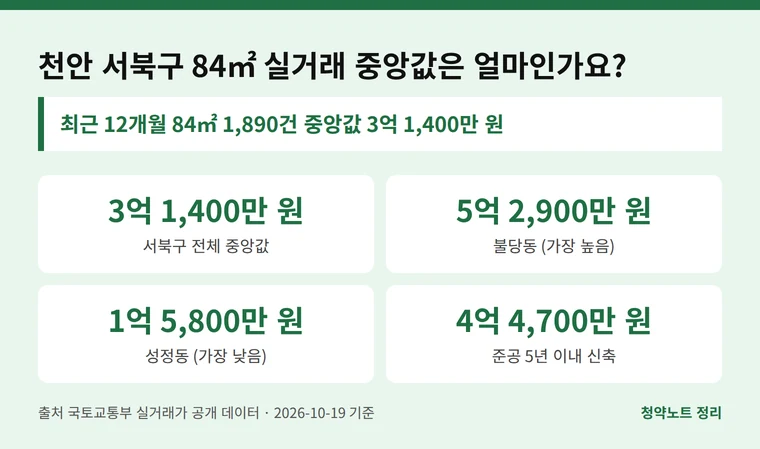 천안 서북구 84㎡ 실거래 중앙값은 얼마인가요?
최근 12개월 84㎡ 1,890건 중앙값 3억 1,400만 원
3억 1,400만 원
서북구 전체 중앙값
5억 2,900만 원
불당동 (가장 높음)
1억 5,800만 원
성정동 (가장 낮음)
4억 4,700만 원
준공 5년 이내 신축
출처 국토교통부 실거래가 공개 데이터 · 2026-10-19 기준
청약노트 정리